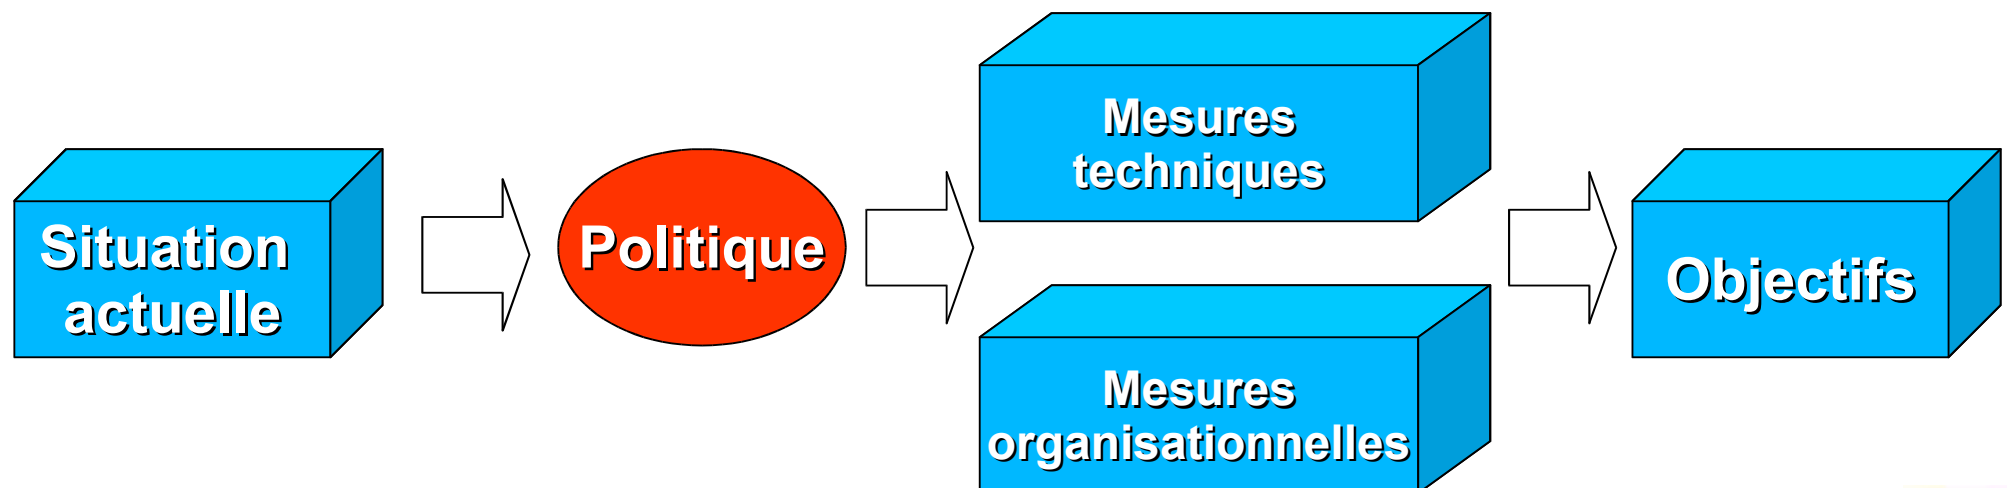 Situation
actuelle
Politique
Mesures
techniques
Mesures
organisationnelles
Objectifs